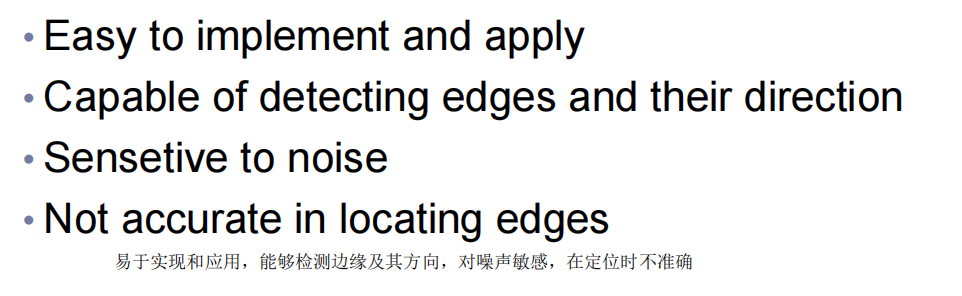 • Easy to implement and apply
• Capable of detecting edges and their direction
• Sensetive to noise
• Not accurate in locating edges
易于实现和应用，能够检测边缘及其方向，对噪声敏感，在定位时不准确